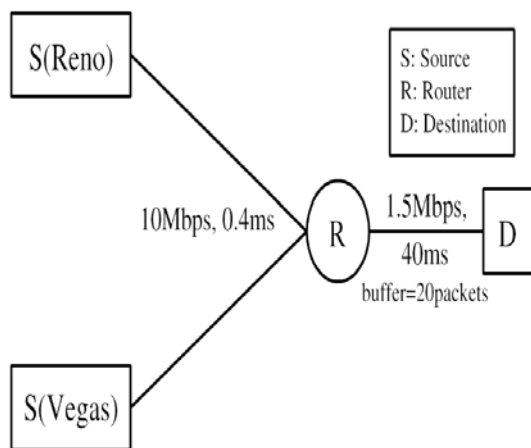 S(Reno)
S: Source
R: Router
D: Destination
10Mbps, 0.4ms
R
1.5Mbps,
40ms
buffer=20packets
D
S(Vegas)